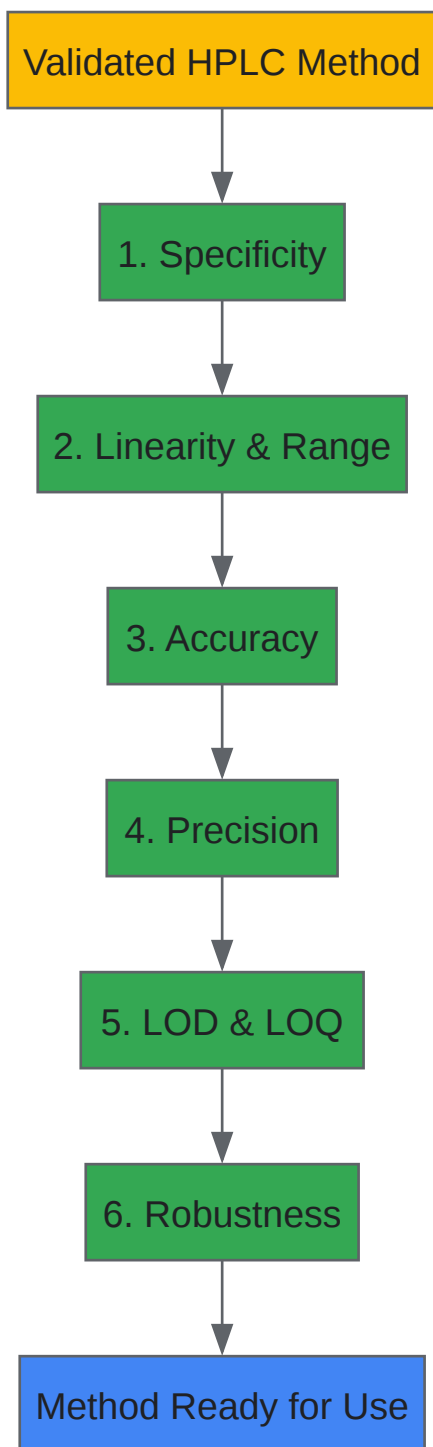 Validated HPLC Method
1. Specificity
2. Linearity & Range
3. Accuracy
4. Precision
5. LOD & LOQ
6. Robustness
Method Ready for Use